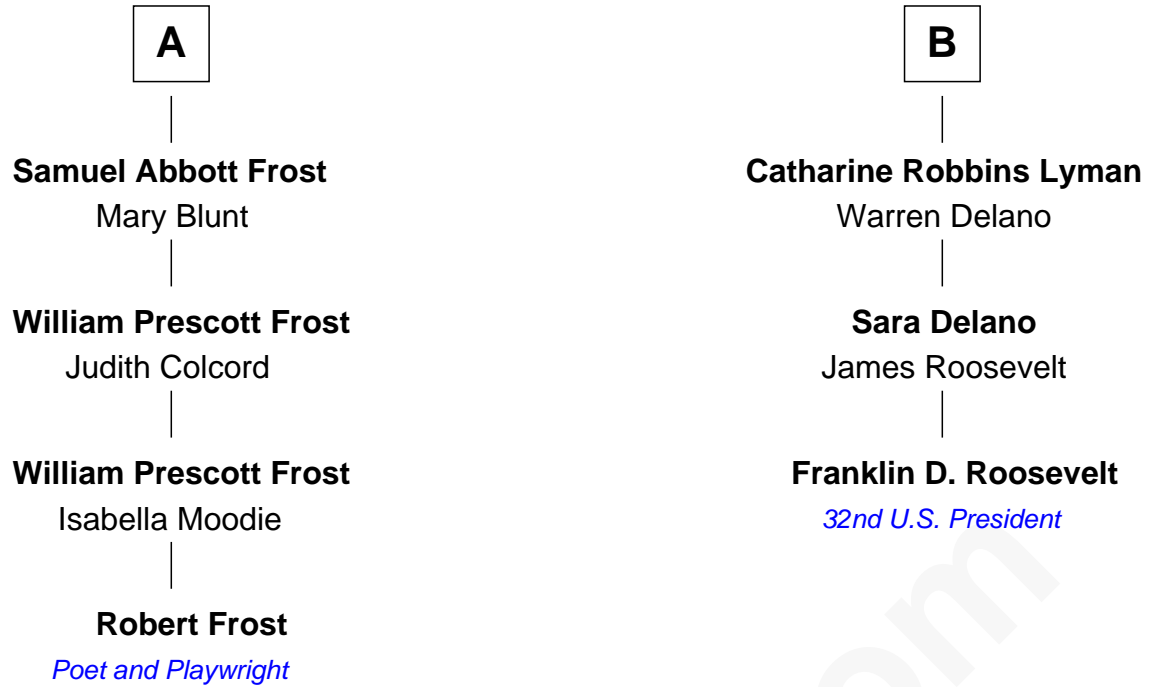 A
Samuel Abbott Frost
Mary Blunt
William Prescott Frost
Judith Colcord
William Prescott Frost
Isabella Moodie
Robert Frost
Poet and Playwright
B
Catharine Robbins Lyman
Warren Delano
Sara Delano
James Roosevelt
Franklin D. Roosevelt
32nd U.S. President
om